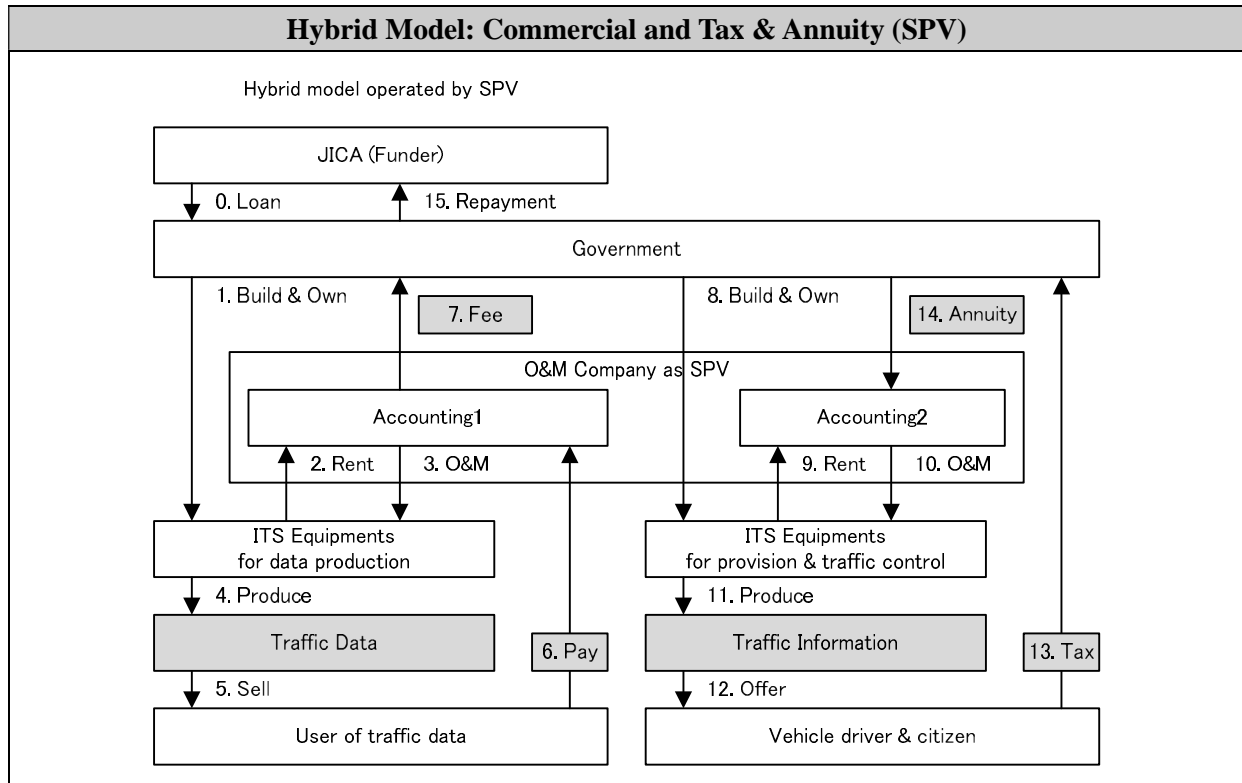 Hybrid Model: Commercial and Tax & Annuity (SPV)
Hybrid model operated by SPV
JICA (Funder)
0. Loan
15. Repayment
Government
1. Build & Own
7. Fee
8. Build & Own
14. Annuity
O&M Company as SPV
Accounting1
Accounting2
2. Rent
3. O&M
9. Rent
10. O&M
ITS Equipments
for data production
ITS Equipments
for provision & traffic control
4. Produce
11. Produce
Traffic Data
6. Pay
Traffic Information
13. Tax
5. Sell
12. Offer
User of traffic data
Vehicle driver & citizen